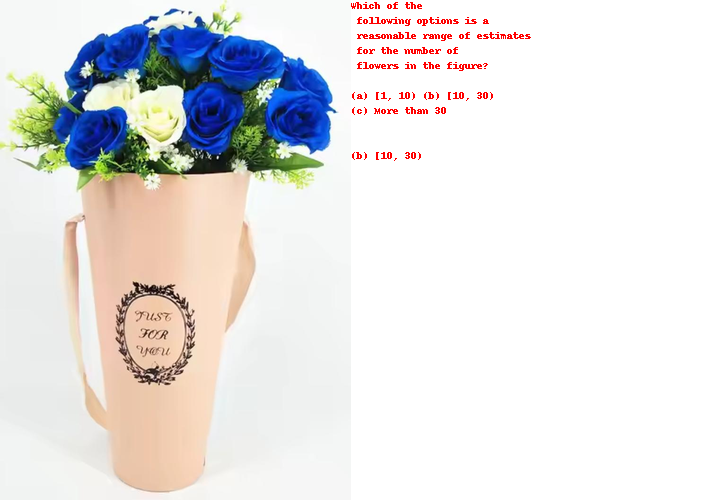 Which of the
following options is a
reasonable range of estimates
for the number of
flowers in the figure?
(a) [1, 10) (b) [10, 30)
(c) More than 30
(b) [10, 30)
JUST
FOR
YOU